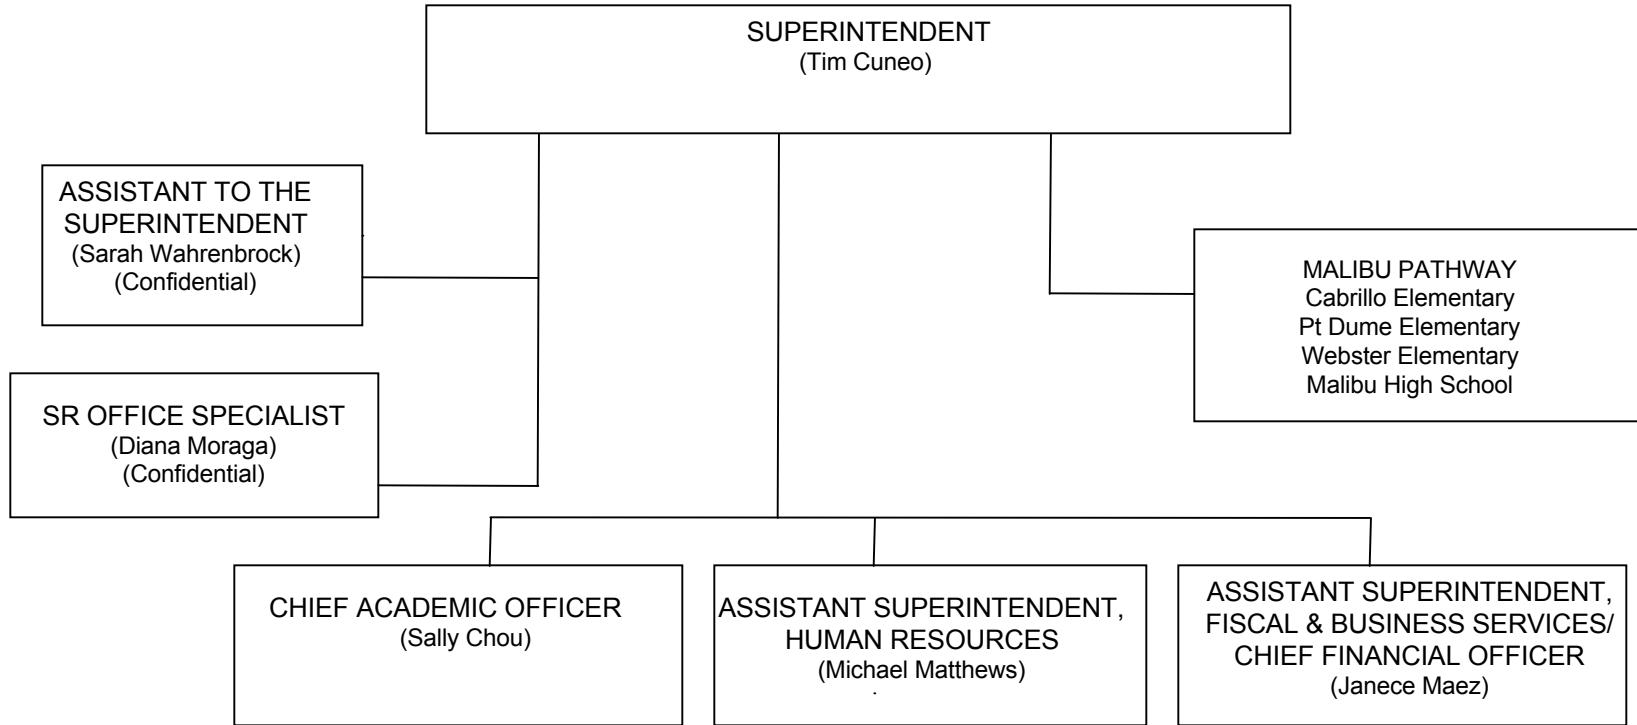 SUPERINTENDENT
(Tim Cuneo)
ASSISTANT TO THE
SUPERINTENDENT
(Sarah Wahrenbrock)
(Confidential)
MALIBU PATHWAY
Cabrillo Elementary
Pt Dume Elementary
Webster Elementary
Malibu High School
SR OFFICE SPECIALIST
(Diana Moraga)
(Confidential)
CHIEF ACADEMIC OFFICER
(Sally Chou)
ASSISTANT SUPERINTENDENT,
HUMAN RESOURCES
(Michael Matthews)
ASSISTANT SUPERINTENDENT,
FISCAL & BUSINESS SERVICES/
CHIEF FINANCIAL OFFICER
(Janece Maez)